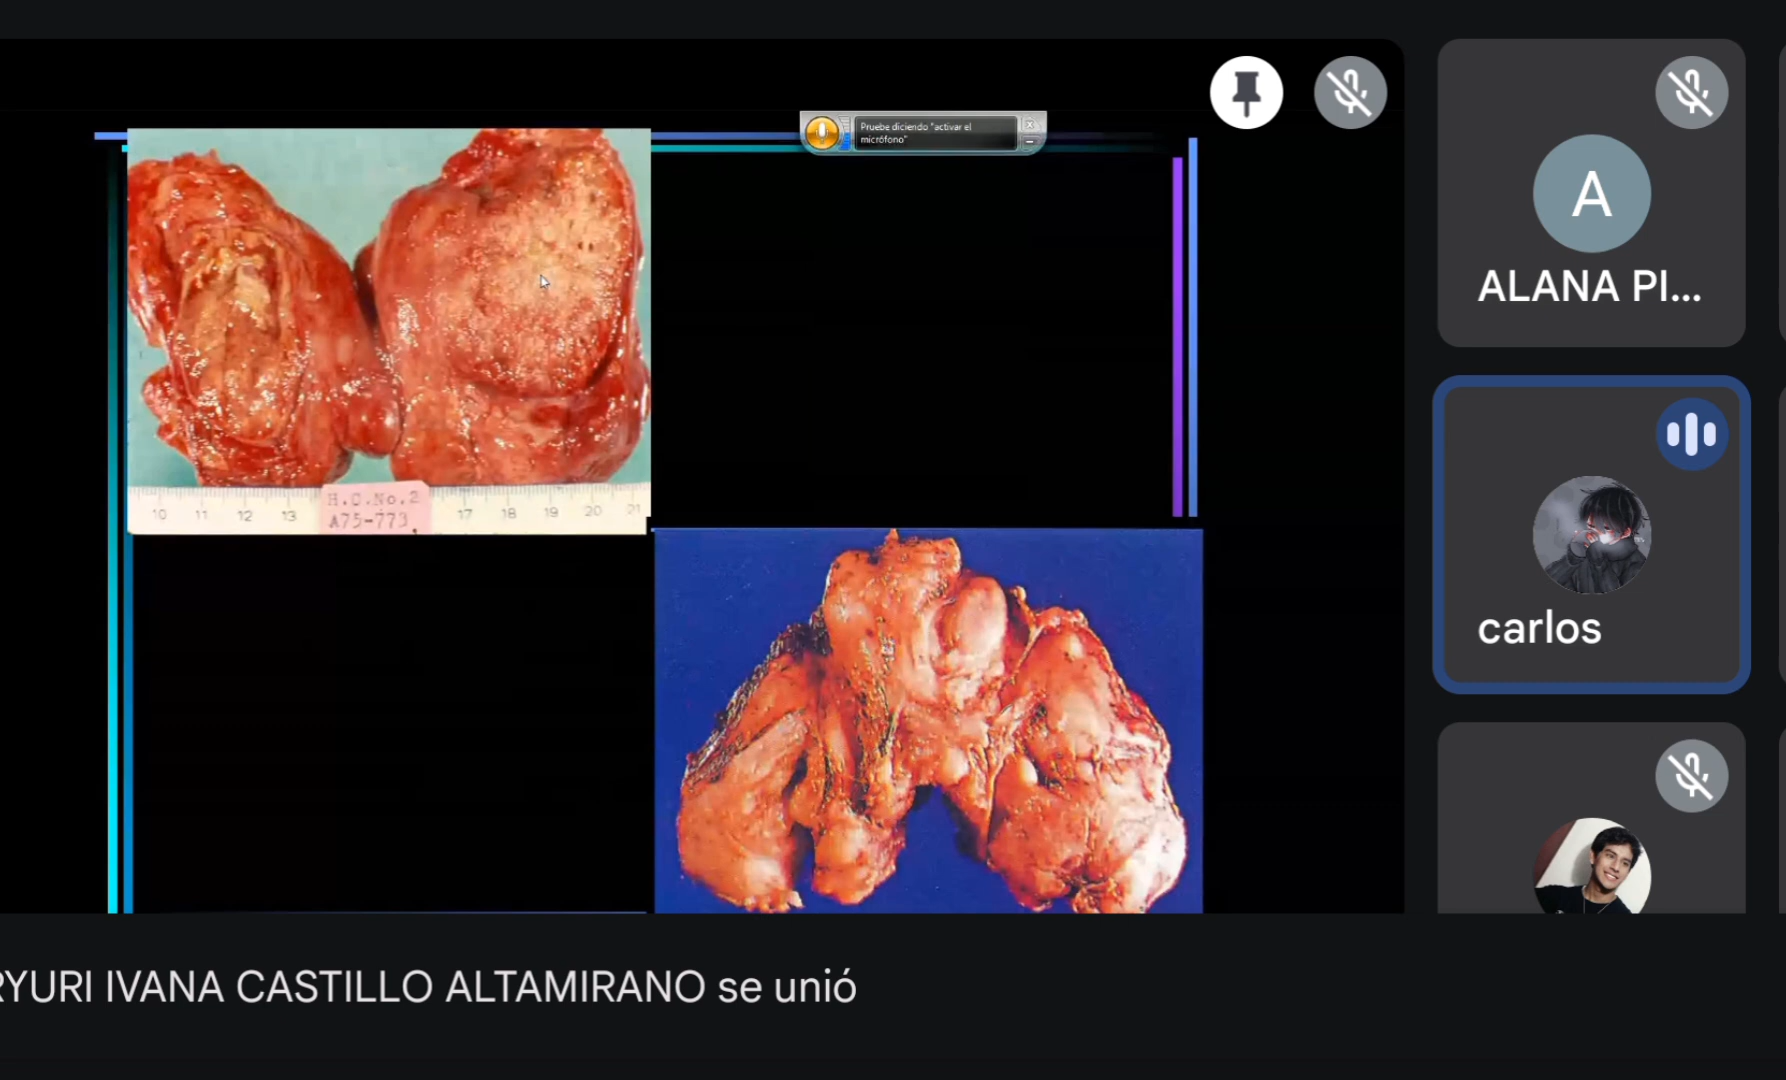 Pruebe diciendo "activar el
micrófono"
A
ALANA PI...
H.C.No.2
A75-773
10 11 12 13 17 18 19 20 21
carlos
RYURI IVANA CASTILLO ALTAMIRANO se unió